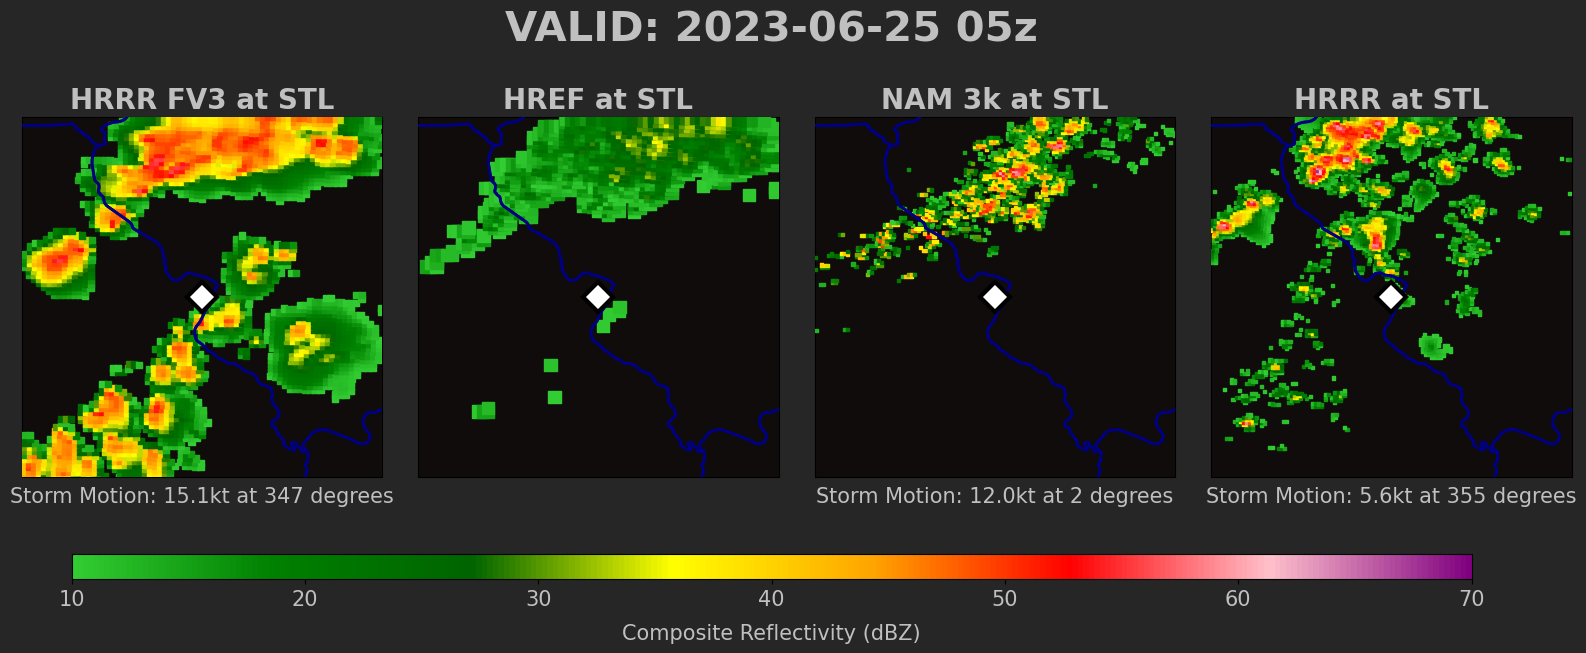 VALID: 2023-06-25 05z
HRRR FV3 at STL
HREF at STL
NAM 3k at STL
HRRR at STL
Storm Motion: 15.1kt at 347 degrees
Storm Motion: 12.0kt at 2 degrees
Storm Motion: 5.6kt at 355 degrees
10 20 30 40 50 60 70
Composite Reflectivity (dBZ)